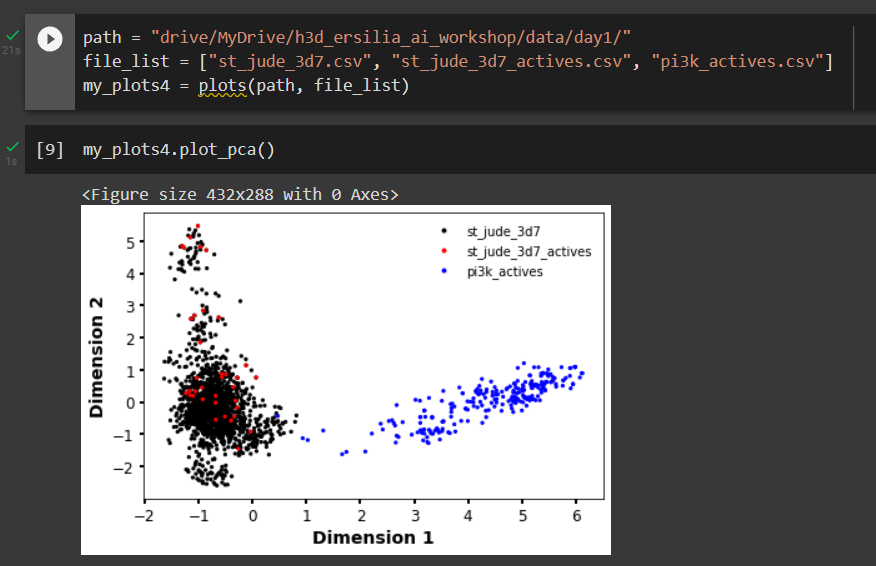 path = "drive/MyDrive/h3d_ersilia_ai_workshop/data/day1/"
21s
file_list = ["st_jude_3d7.csv", "st_jude_3d7_actives.csv", "pi3k_actives.csv"]
my_plots4 = plots(path, file_list)
[9] my_plots4.plot_pca()
1s
<Figure size 432x288 with 0 Axes>
st_jude_3d7
st_jude_3d7_actives
pi3k_actives
5
4
3
2
1
0
−1
−2
Dimension 2
−2 −1 0 1 2 3 4 5 6
Dimension 1